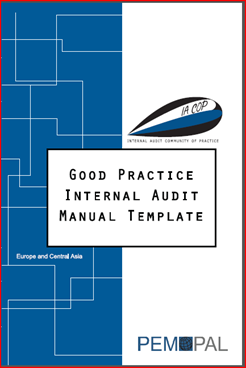 IA COP
INTERNAL AUDIT COMMUNITY OF PRACTICE
GOOD PRACTICE
INTERNAL AUDIT
MANUAL TEMPLATE
Europe and Central Asia
PEMPAL